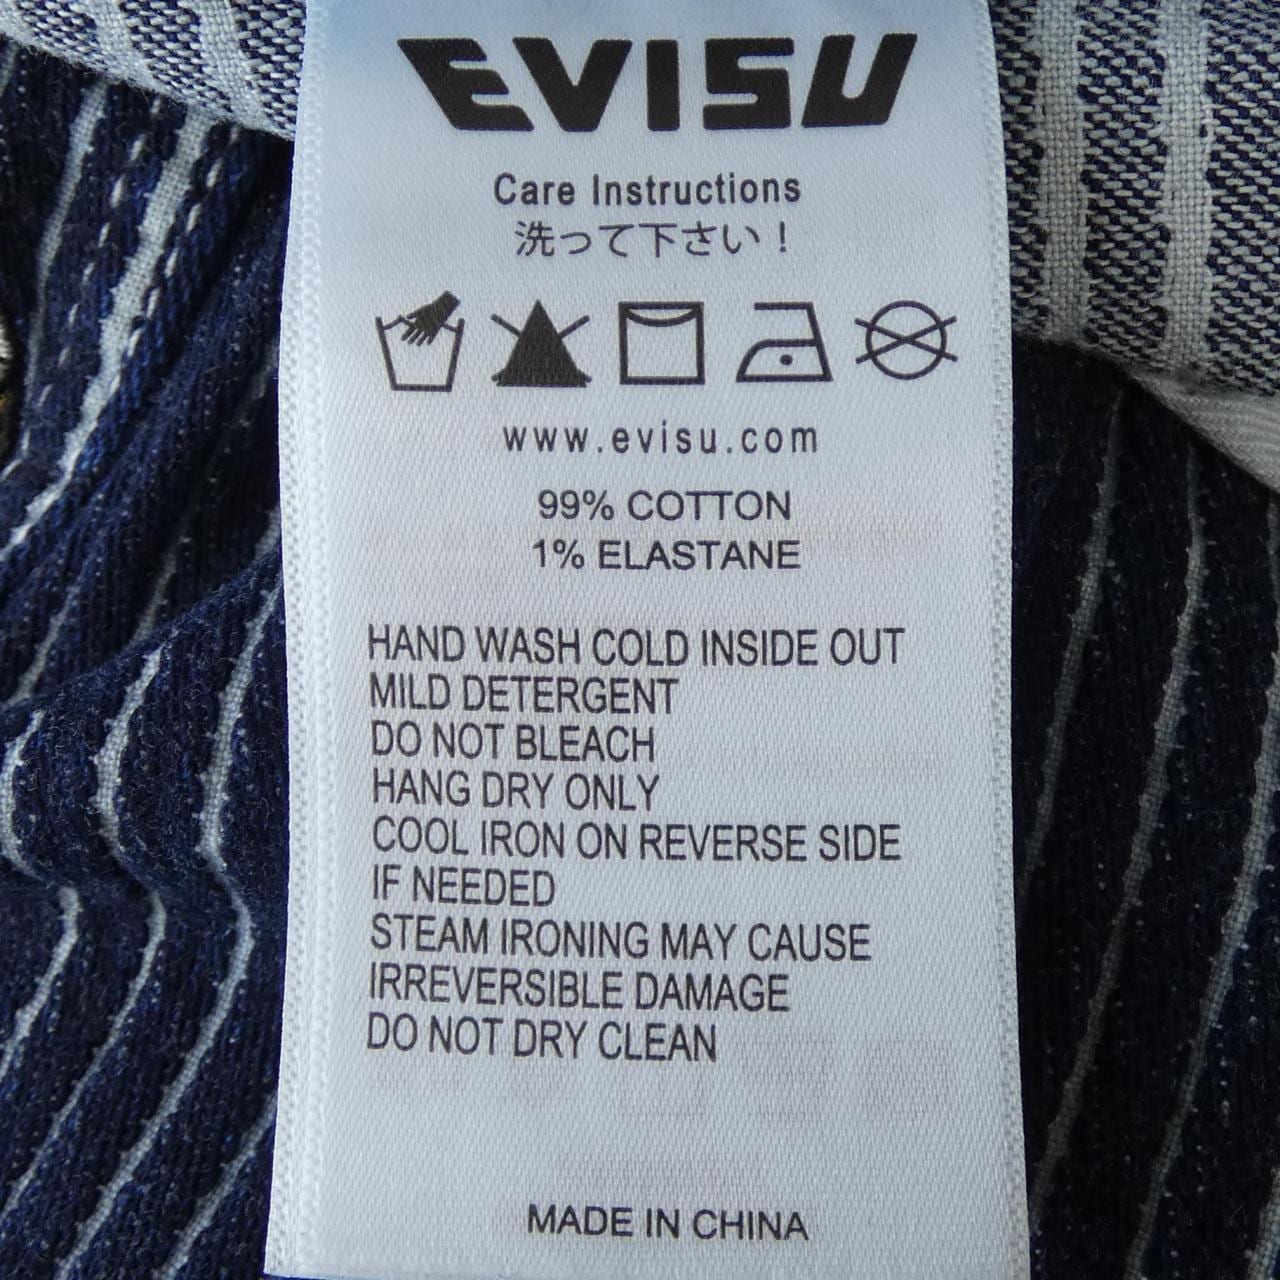 EVISU
Care Instructions
洗って下さい！
www.evisu.com
99% COTTON
1% ELASTANE
HAND WASH COLD INSIDE OUT
MILD DETERGENT
DO NOT BLEACH
HANG DRY ONLY
COOL IRON ON REVERSE SIDE
IF NEEDED
STEAM IRONING MAY CAUSE
IRREVERSIBLE DAMAGE
DO NOT DRY CLEAN
MADE IN CHINA